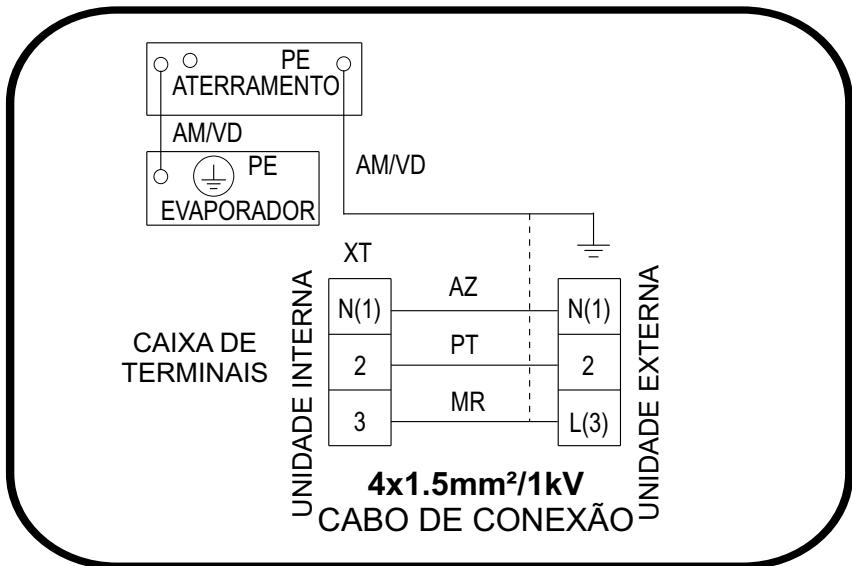 PE
ATERRAMENTO
AM/VD
PE
EVAPORADOR
AM/VD
XT
CAIXA DE
TERMINAIS
UNIDADE INTERNA
N(1)
2
3
AZ
PT
MR
N(1)
2
L(3)
UNIDADE EXTERNA
4x1.5mm²/1kV
CABO DE CONEXÃO